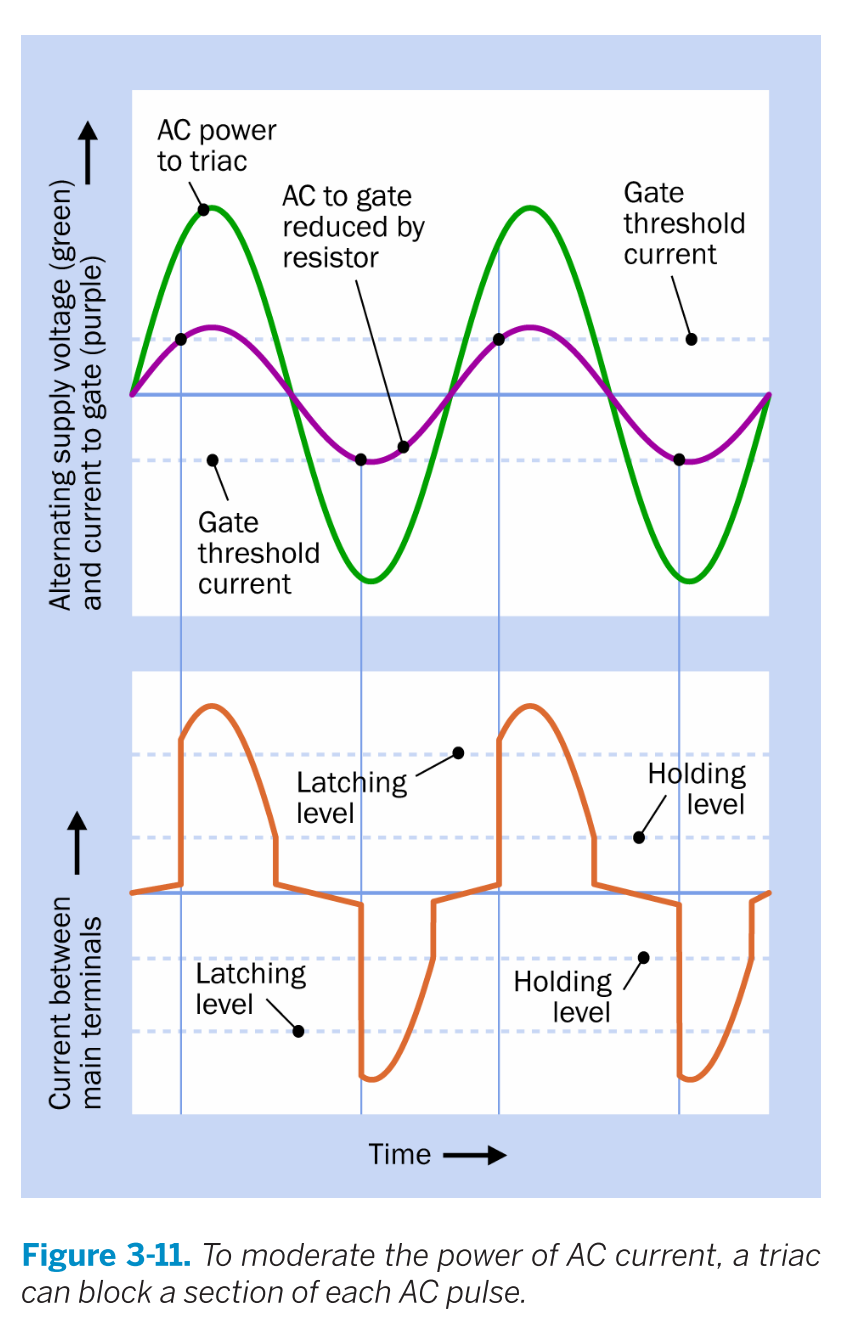 Alternating supply voltage (green)
and current to gate (purple)
AC power
to triac
AC to gate
reduced by
resistor
Gate
threshold
current
Gate
threshold
current
Current between
main terminals
Latching
level
Holding
level
Latching
level
Holding
level
Time
Figure 3-11. To moderate the power of AC current, a triac
can block a section of each AC pulse.